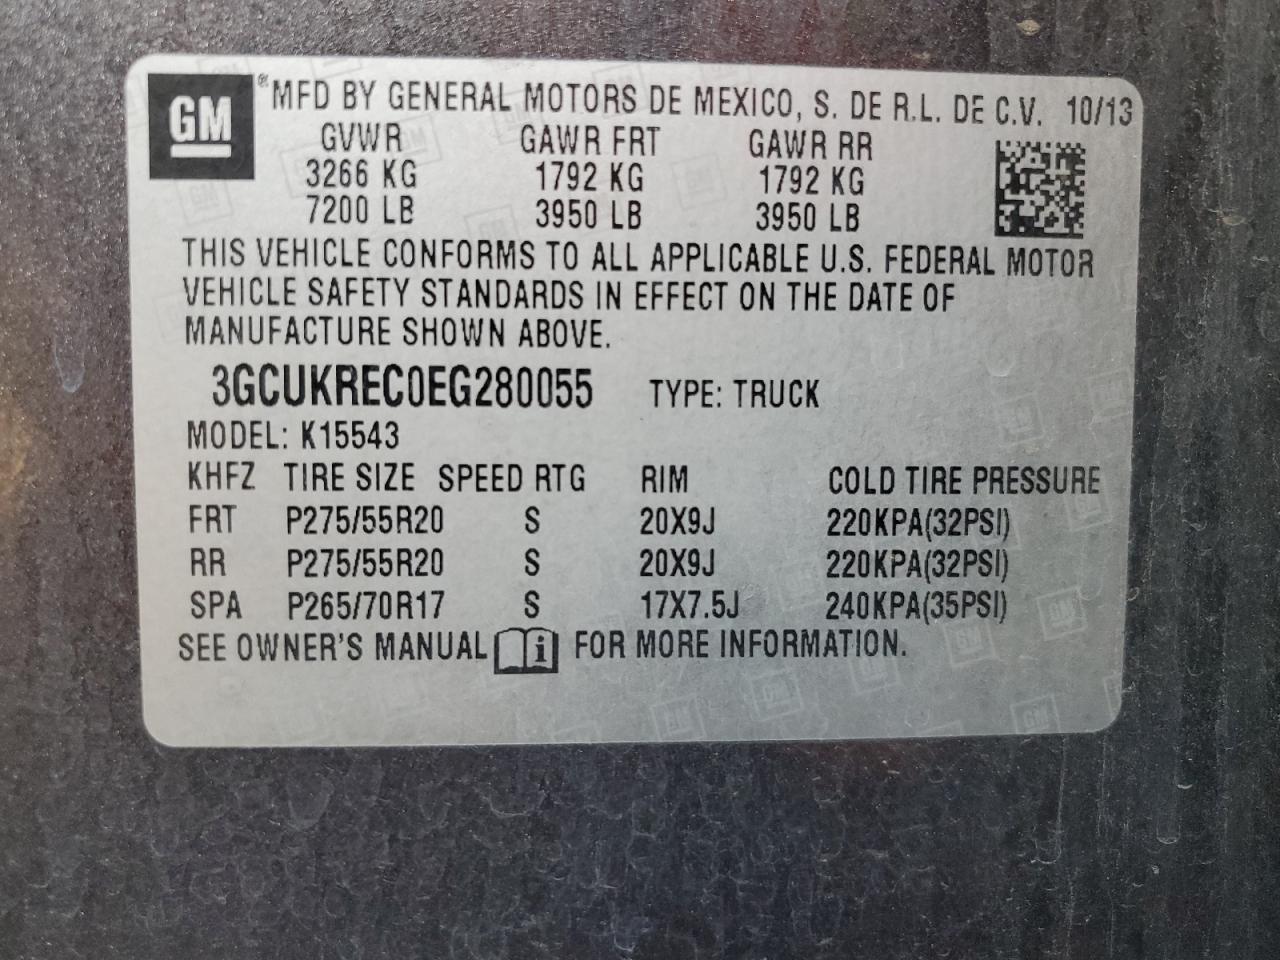 GM ® MFD BY GENERAL MOTORS DE MEXICO, S. DE R.L. DE C.V. 10/13
GVWR GAWR FRT GAWR RR
3266 KG 1792 KG 1792 KG
7200 LB 3950 LB 3950 LB
THIS VEHICLE CONFORMS TO ALL APPLICABLE U.S. FEDERAL MOTOR
VEHICLE SAFETY STANDARDS IN EFFECT ON THE DATE OF
MANUFACTURE SHOWN ABOVE.
3GCUKREC0EG280055 TYPE: TRUCK
MODEL: K15543
KHFZ TIRE SIZE SPEED RTG RIM COLD TIRE PRESSURE
FRT P275/55R20 S 20X9J 220KPA(32PSI)
RR P275/55R20 S 20X9J 220KPA(32PSI)
SPA P265/70R17 S 17X7.5J 240KPA(35PSI)
SEE OWNER'S MANUAL i FOR MORE INFORMATION.